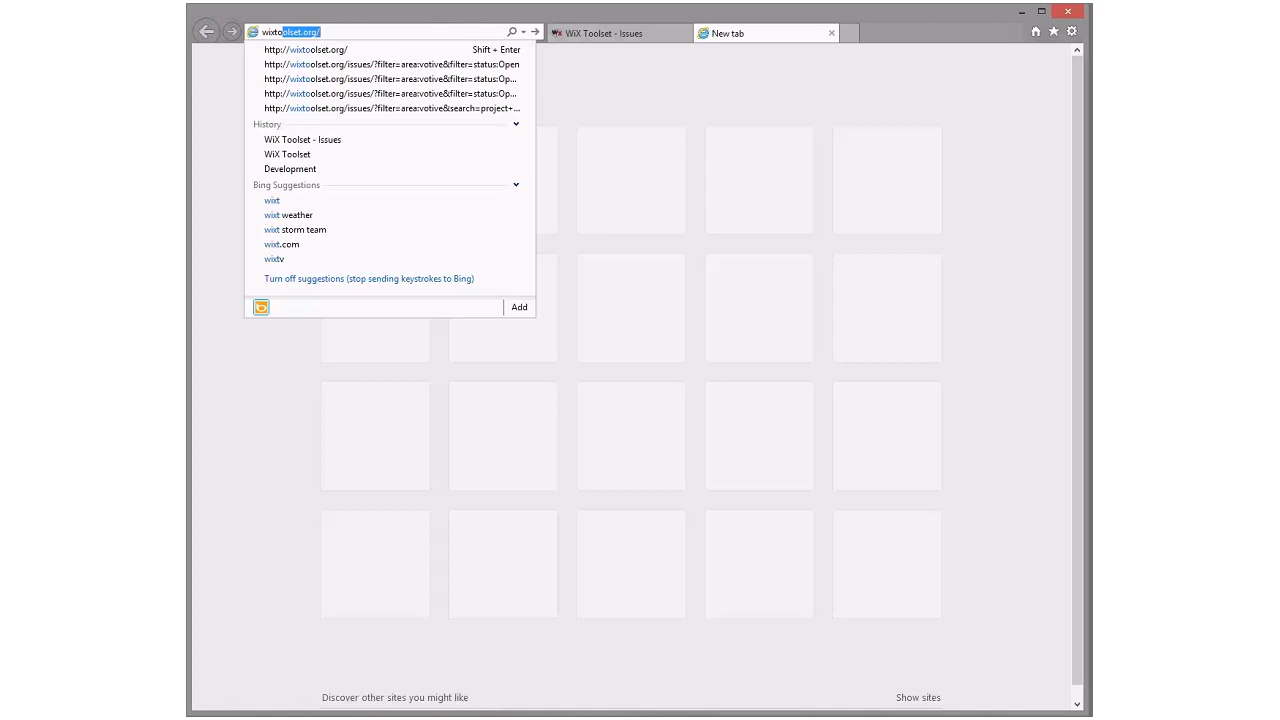 wixtoolset.org/
WiX Toolset - Issues
New tab
http://wixtoolset.org/ Shift + Enter
http://wixtoolset.org/issues/?filter=area:votive&filter=status:Open
http://wixtoolset.org/issues/?filter=area:votive&filter=status:Op...
http://wixtoolset.org/issues/?filter=area:votive&filter=status:Op...
http://wixtoolset.org/issues/?filter=area:votive&search=project+...
History
WiX Toolset - Issues
WiX Toolset
Development
Bing Suggestions
wixt
wixt weather
wixt storm team
wixt.com
wixtv
Turn off suggestions (stop sending keystrokes to Bing)
Add
Discover other sites you might like
Show sites